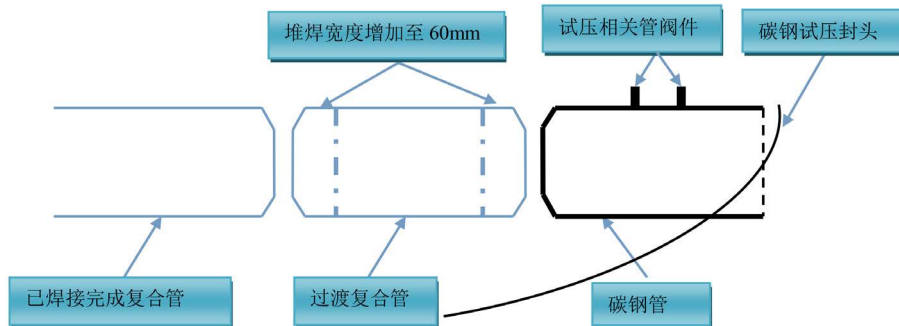 堆焊宽度增加至 60mm
试压相关管阀件
碳钢试压封头
已焊接完成复合管
过渡复合管
碳钢管